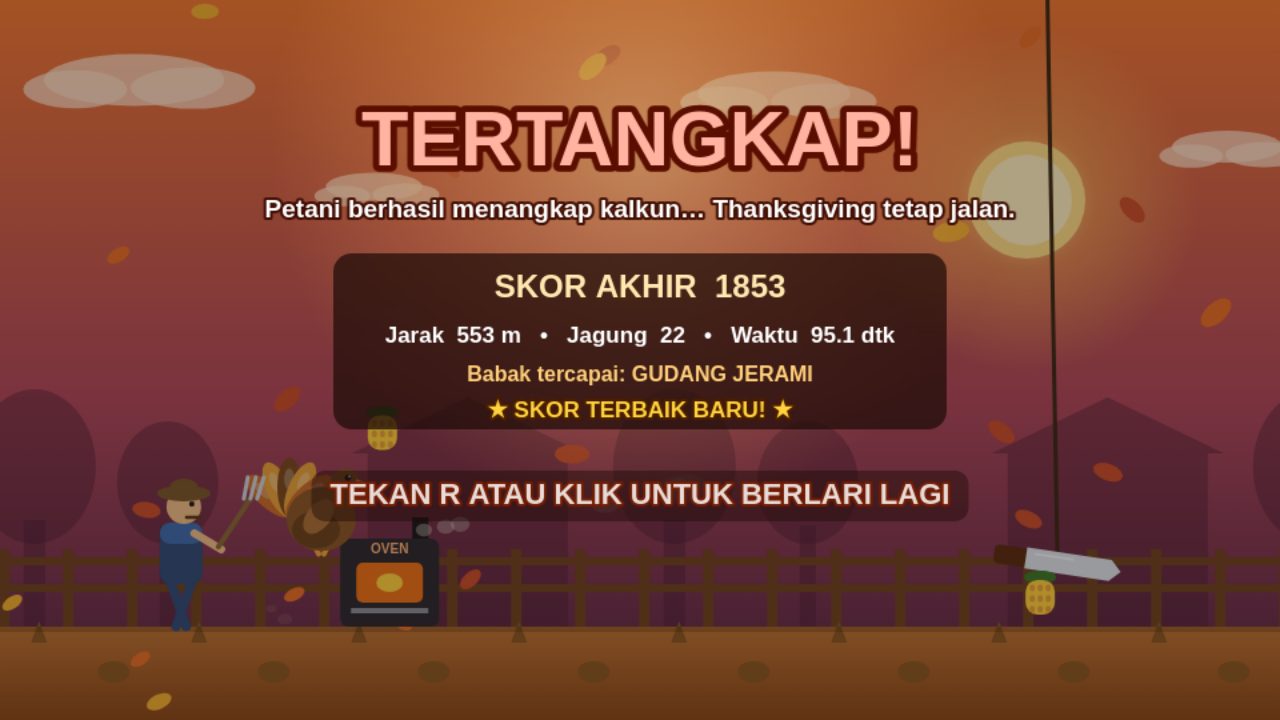 TERTANGKAP!
Petani berhasil menangkap kalkun… Thanksgiving tetap jalan.
SKOR AKHIR 1853
Jarak 553 m • Jagung 22 • Waktu 95.1 dtk
Babak tercapai: GUDANG JERAMI
★ SKOR TERBAIK BARU! ★
TEKAN R ATAU KLIK UNTUK BERLARI LAGI
OVEN